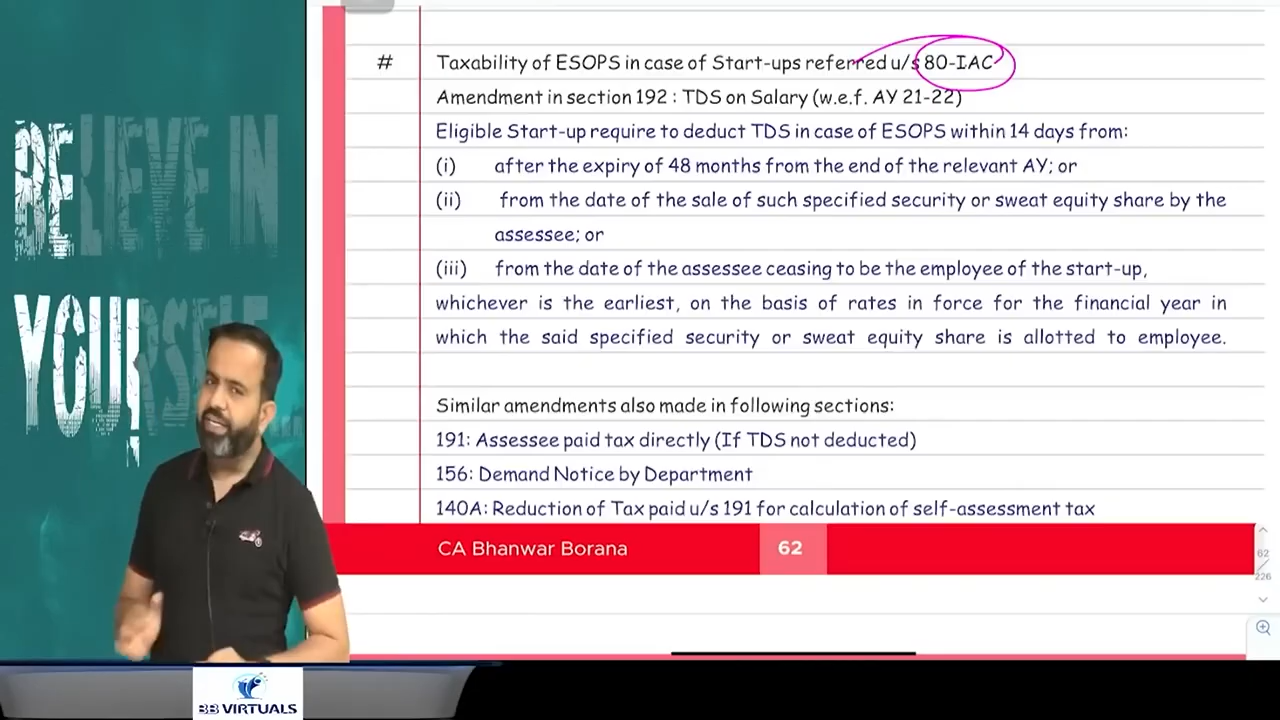 BELIEVE IN
YOURSELF...
# Taxability of ESOPS in case of Start-ups referred u/s 80-IAC
Amendment in section 192 : TDS on Salary (w.e.f. AY 21-22)
Eligible Start-up require to deduct TDS in case of ESOPS within 14 days from:
(i) after the expiry of 48 months from the end of the relevant AY; or
(ii) from the date of the sale of such specified security or sweat equity share by the
assessee; or
(iii) from the date of the assessee ceasing to be the employee of the start-up,
whichever is the earliest, on the basis of rates in force for the financial year in
which the said specified security or sweat equity share is allotted to employee.
Similar amendments also made in following sections:
191: Assessee paid tax directly (If TDS not deducted)
156: Demand Notice by Department
140A: Reduction of Tax paid u/s 191 for calculation of self-assessment tax
CA Bhanwar Borana 62
62
226
BB VIRTUALS